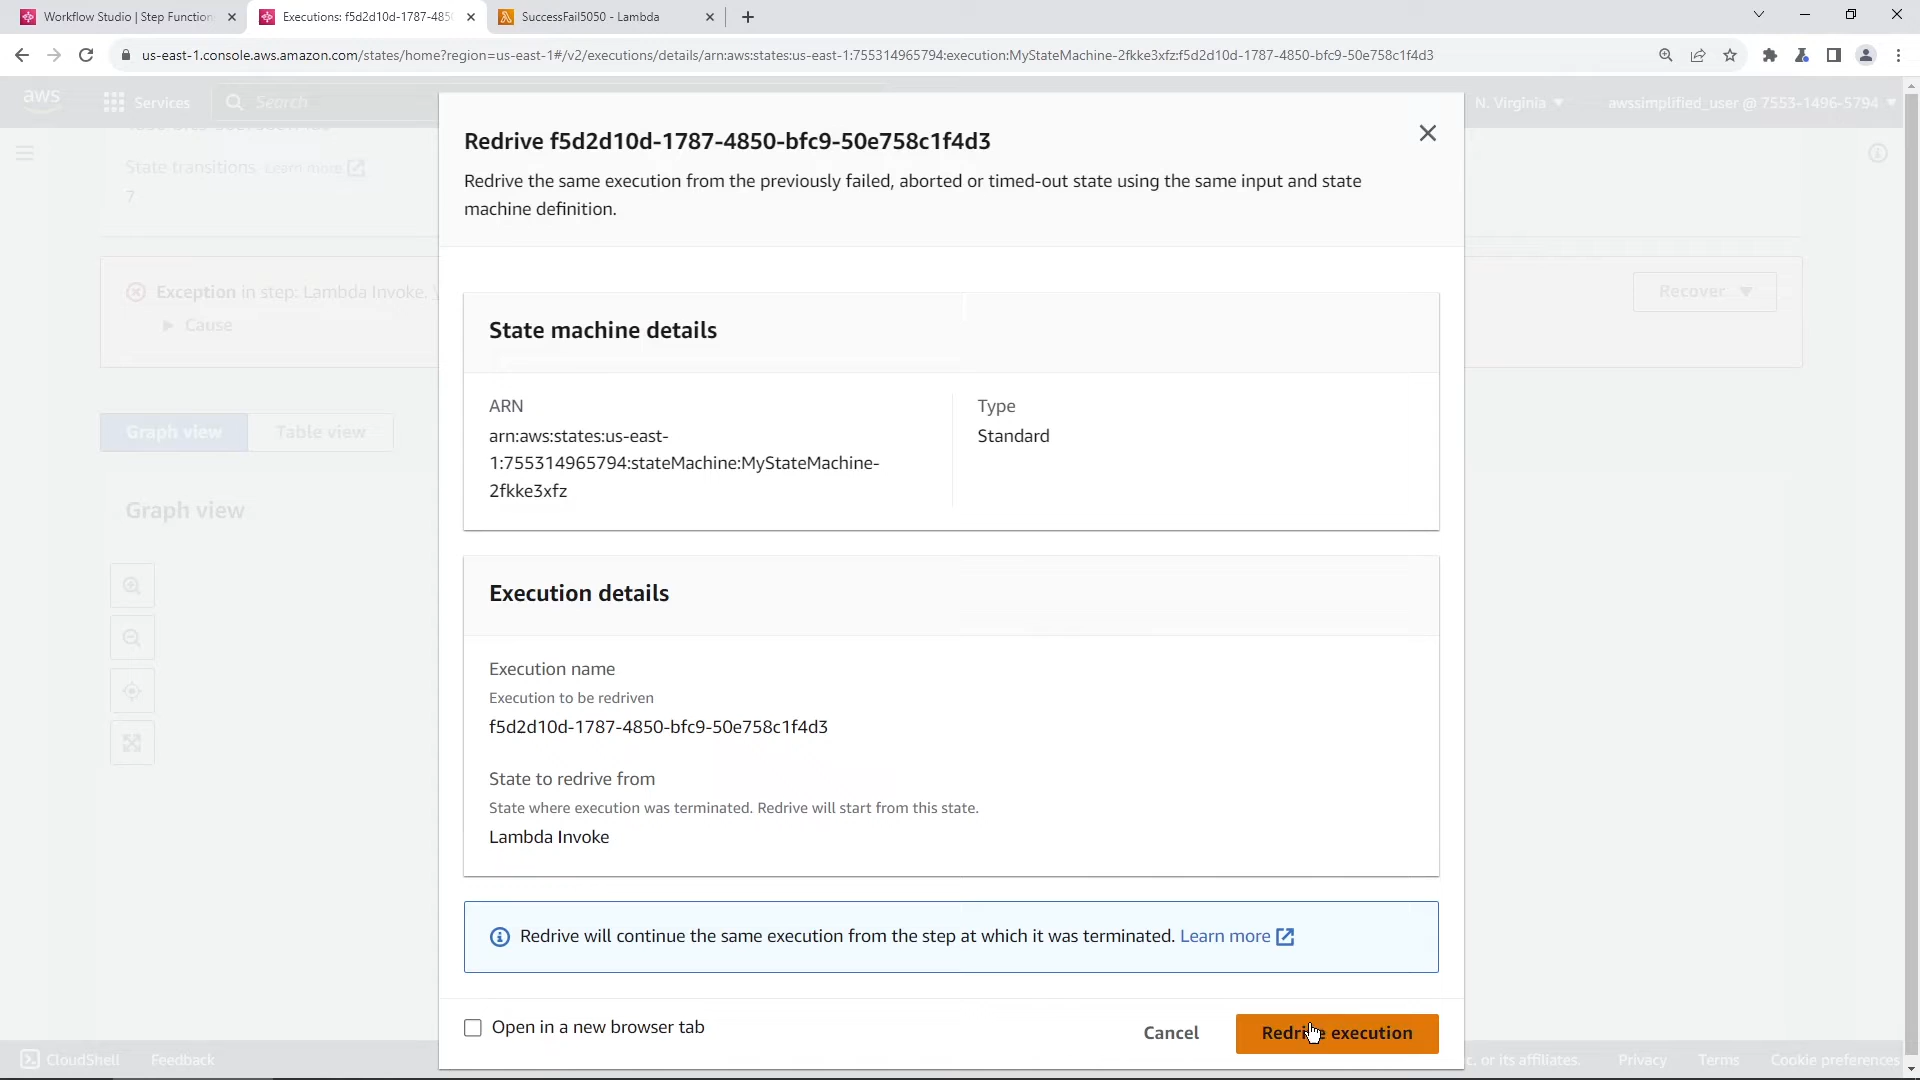 Workflow Studio | Step Function
Executions: f5d2d10d-1787-485
SuccessFail5050 - Lambda
us-east-1.console.aws.amazon.com/states/home?region=us-east-1#/v2/executions/details/arn:aws:states:us-east-1:755314965794:execution:MyStateMachine-2fkke3xfz:f5d2d10d-1787-4850-bfc9-50e758c1f4d3
aws
Services
Search
N. Virginia
awssimplified_user @ 7553-1496-5794
State transitions Learn more
7
Exception in step: Lambda Invoke.
Cause
Recover
Graph view
Table view
Graph view
Redrive f5d2d10d-1787-4850-bfc9-50e758c1f4d3
Redrive the same execution from the previously failed, aborted or timed-out state using the same input and state
machine definition.
State machine details
ARN
arn:aws:states:us-east-
1:755314965794:stateMachine:MyStateMachine-
2fkke3xfz
Type
Standard
Execution details
Execution name
Execution to be redriven
f5d2d10d-1787-4850-bfc9-50e758c1f4d3
State to redrive from
State where execution was terminated. Redrive will start from this state.
Lambda Invoke
Redrive will continue the same execution from the step at which it was terminated. Learn more
Open in a new browser tab
Cancel
Redrive execution
CloudShell
Feedback
c. or its affiliates.
Privacy
Terms
Cookie preferences